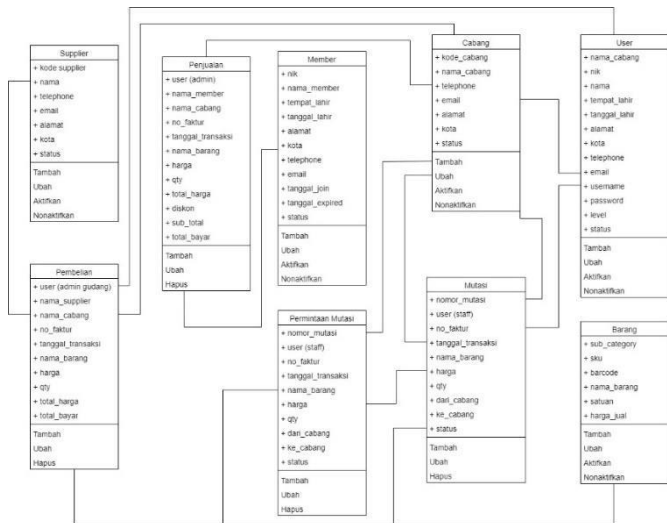 Supplier
+ kode supplier
+ nama
+ telephone
+ email
+ alamat
+ kota
+ status
Tambah
Ubah
Aktifkan
Nonaktifkan
Penjualan
+ user (admin)
+ nama_member
+ nama_cabang
+ no_faktur
+ tanggal_transaksi
+ nama_barang
+ harga
+ qty
+ total_harga
+ diskon
+ sub_total
+ total_bayar
Tambah
Ubah
Hapus
Member
+ nik
+ nama_member
+ tempat_lahir
+ tanggal_lahir
+ alamat
+ kota
+ telephone
+ email
+ tanggal_join
+ tanggal_expired
+ status
Tambah
Ubah
Aktifkan
Nonaktifkan
Cabang
+ kode_cabang
+ nama_cabang
+ telephone
+ email
+ alamat
+ kota
+ status
Tambah
Ubah
Aktifkan
Nonaktifkan
User
+ nama_cabang
+ nik
+ nama
+ tempat_lahir
+ tanggal_lahir
+ alamat
+ kota
+ telephone
+ email
+ username
+ password
+ level
+ status
Tambah
Ubah
Aktifkan
Nonaktifkan
Pembelian
+ user (admin gudang)
+ nama_supplier
+ nama_cabang
+ no_faktur
+ tanggal_transaksi
+ nama_barang
+ harga
+ qty
+ total_harga
+ total_bayar
Tambah
Ubah
Hapus
Permintaan Mutasi
+ nomor_mutasi
+ user (staff)
+ no_faktur
+ tanggal_transaksi
+ nama_barang
+ harga
+ qty
+ dari_cabang
+ ke_cabang
+ status
Tambah
Ubah
Hapus
Mutasi
+ nomor_mutasi
+ user (staff)
+ no_faktur
+ tanggal_transaksi
+ nama_barang
+ harga
+ qty
+ dari_cabang
+ ke_cabang
+ status
Tambah
Ubah
Hapus
Barang
+ sub_category
+ sku
+ barcode
+ nama_barang
+ satuan
+ harga_jual
Tambah
Ubah
Aktifkan
Nonaktifkan